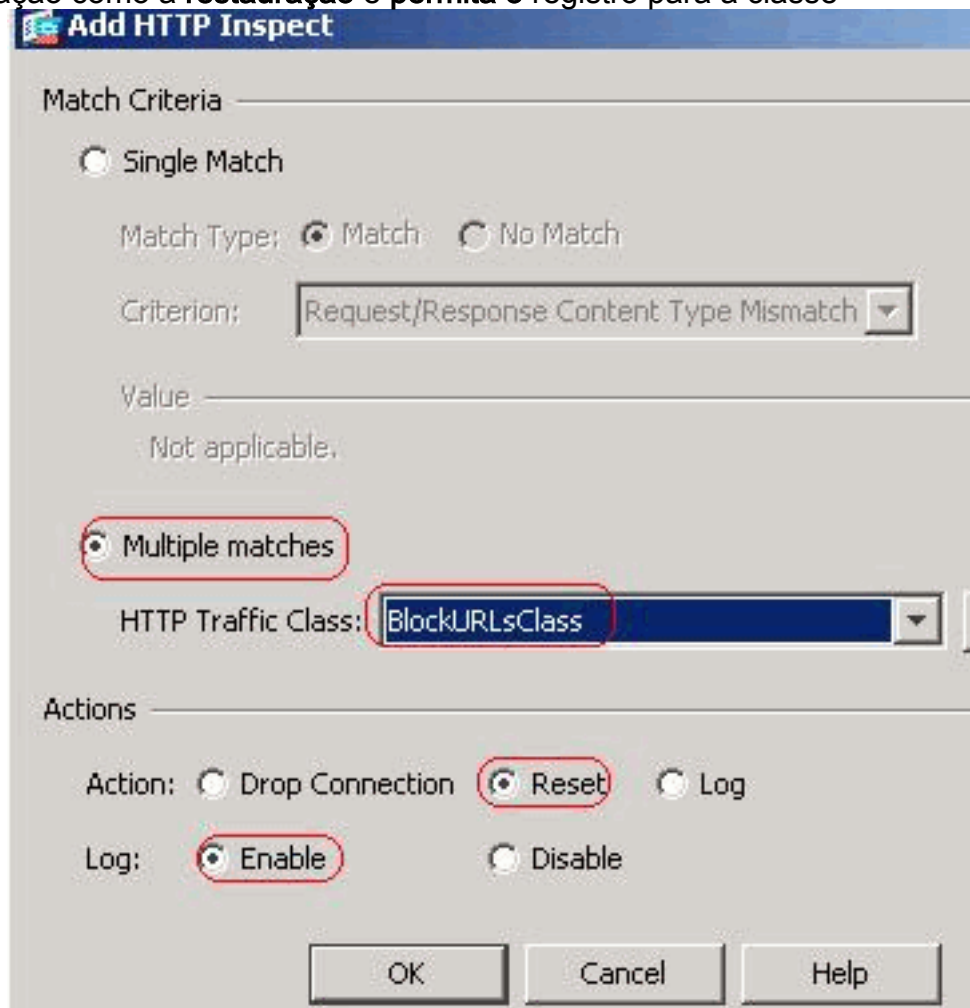 ação como a restauração e permita o registro para a classe
Add HTTP Inspect
Match Criteria
Single Match
Match Type: Match No Match
Criterion: Request/Response Content Type Mismatch
Value
Not applicable.
Multiple matches
HTTP Traffic Class: BlockURLsClass
Actions
Action: Drop Connection Reset Log
Log: Enable Disable
OK Cancel Help